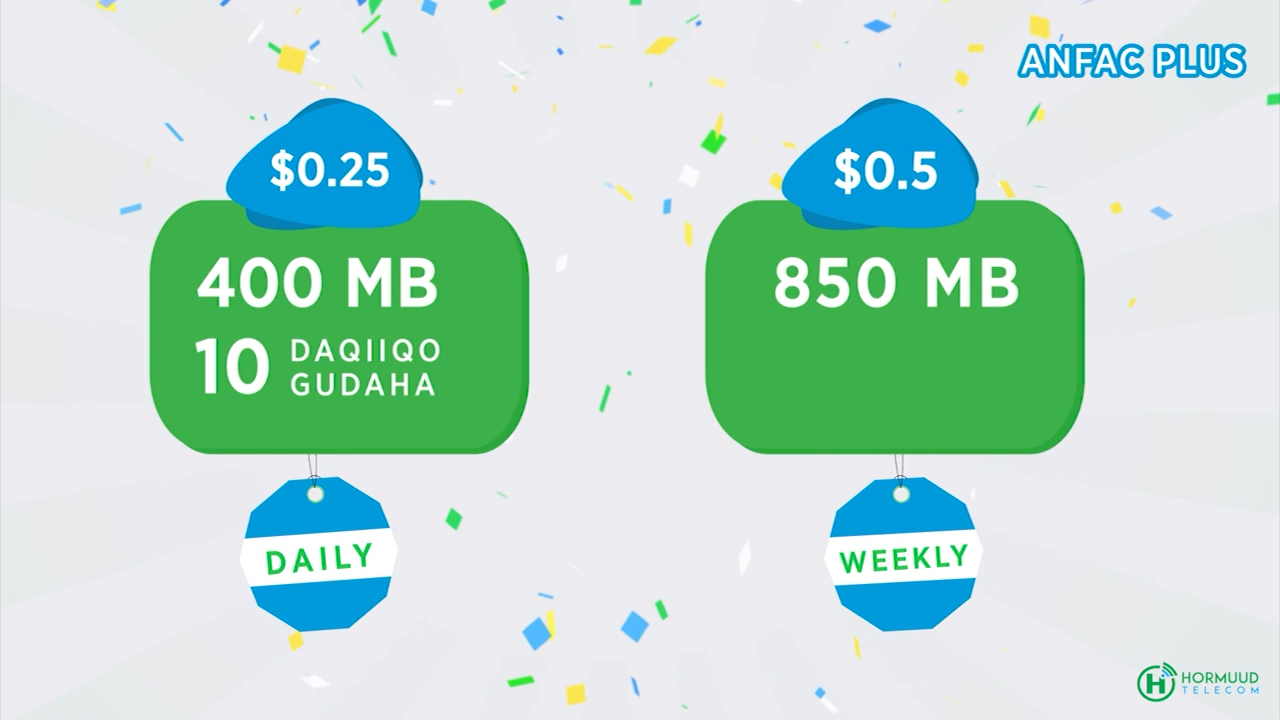 ANFAC PLUS
$0.25
400 MB
10 DAQIIQO
GUDAHA
DAILY
$0.5
850 MB
WEEKLY
HORMUUD
TELECOM